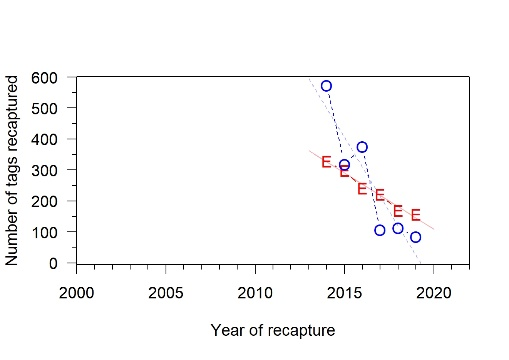 Number of tags recaptured
600
500
400
300
200
100
0
O
O
O
O
O
O
E
E
E
E
E
E
2000 2005 2010 2015 2020
Year of recapture